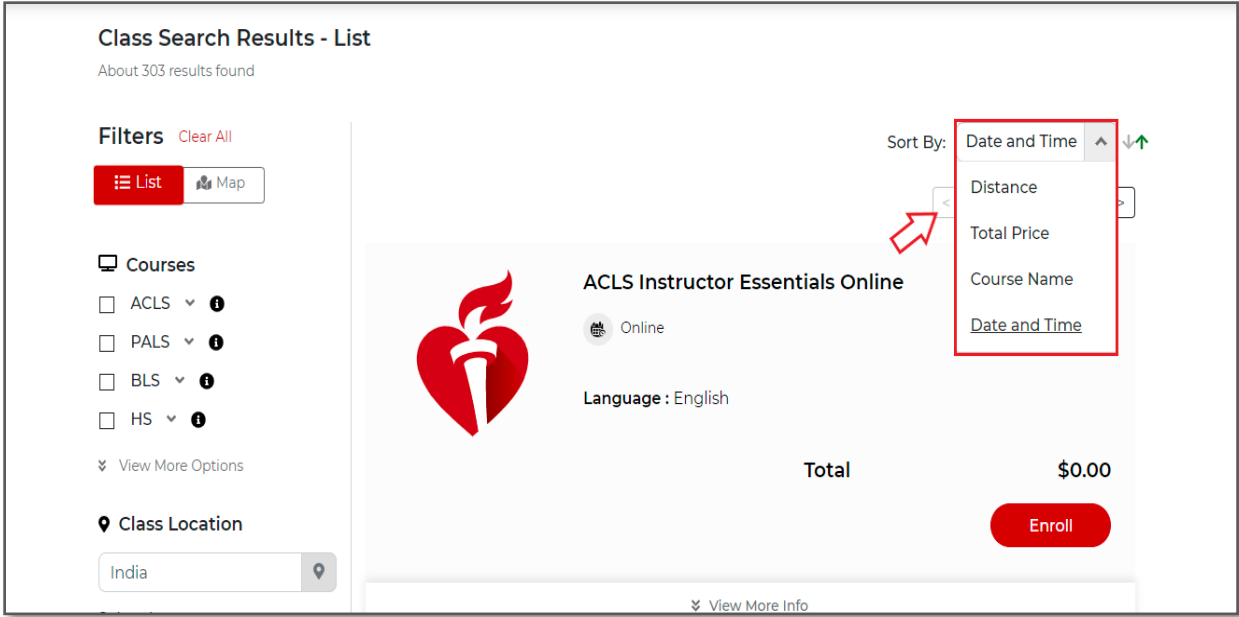 Class Search Results - List
About 303 results found
Filters Clear All
List Map
Courses
ACLS
PALS
BLS
HS
View More Options
Class Location
India
Sort By: Date and Time
Distance
Total Price
Course Name
Date and Time
< >
ACLS Instructor Essentials Online
Online
Language : English
Total $0.00
Enroll
View More Info